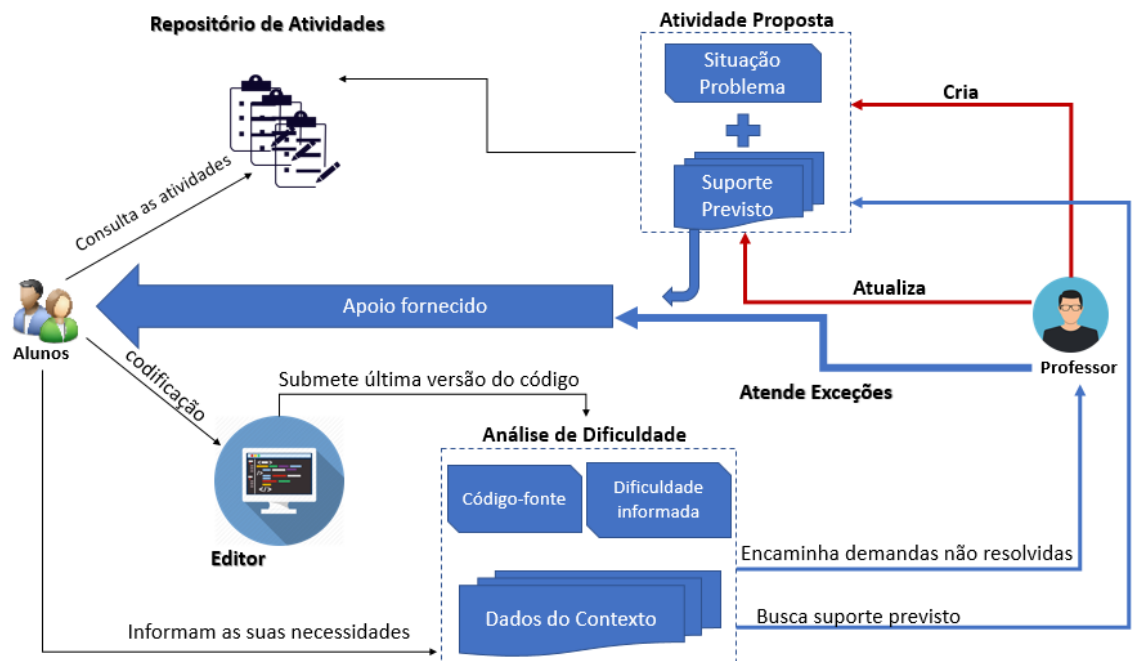 Repositório de Atividades
Atividade Proposta
Situação
Problema
Cria
Suporte
Previsto
Consulta as atividades
Apoio fornecido
Atualiza
Alunos
Professor
codificação
Submete última versão do código
Atende Exceções
Análise de Dificuldade
Código-fonte
Dificuldade
informada
Editor
Encaminha demandas não resolvidas
Dados do Contexto
Busca suporte previsto
Informam as suas necessidades